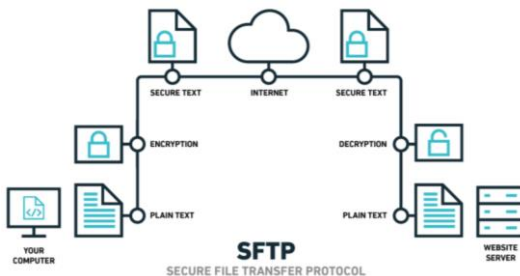 SECURE TEXT
INTERNET
SECURE TEXT
ENCRYPTION
DECRYPTION
PLAIN TEXT
PLAIN TEXT
YOUR
COMPUTER
WEBSITE
SERVER
SFTP
SECURE FILE TRANSFER PROTOCOL